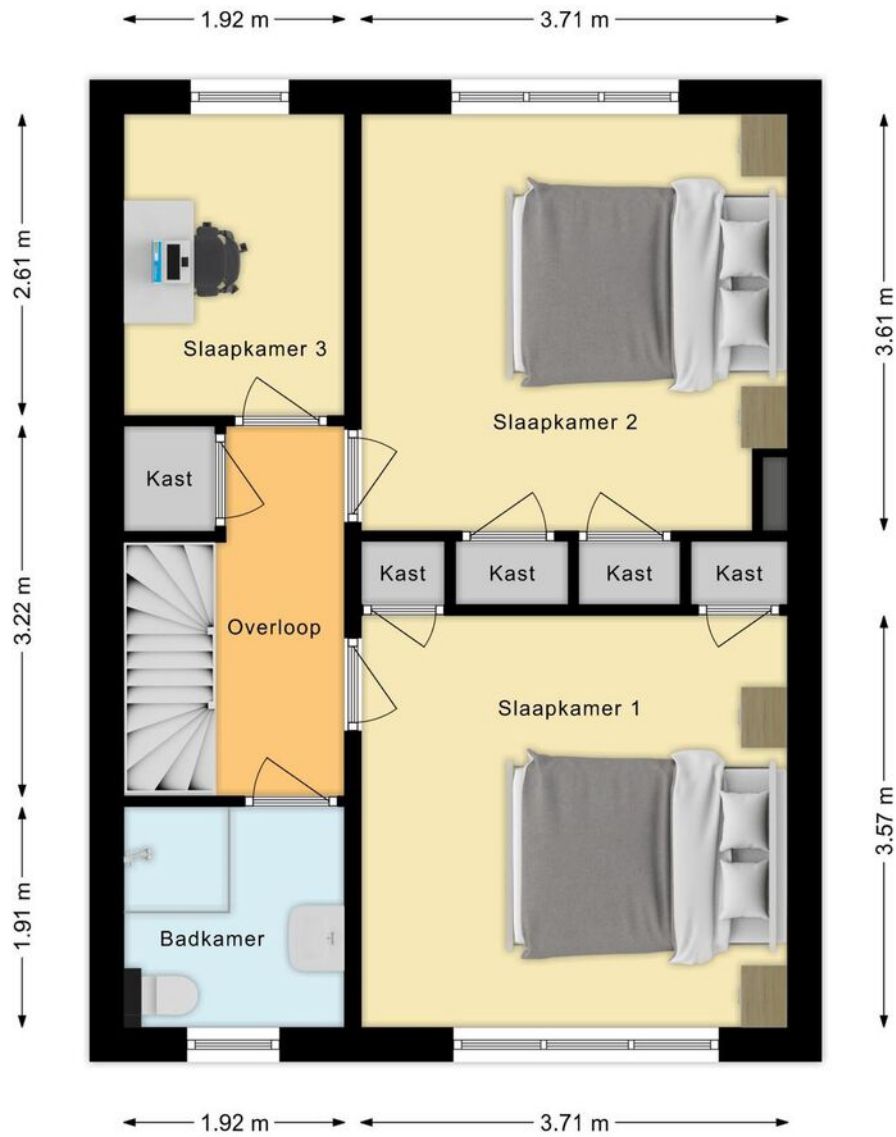 1.92 m
3.71 m
2.61 m
3.61 m
Slaapkamer 3
Slaapkamer 2
Kast
Kast
Kast
Kast
Kast
3.22 m
Overloop
Slaapkamer 1
3.57 m
1.91 m
Badkamer
1.92 m
3.71 m